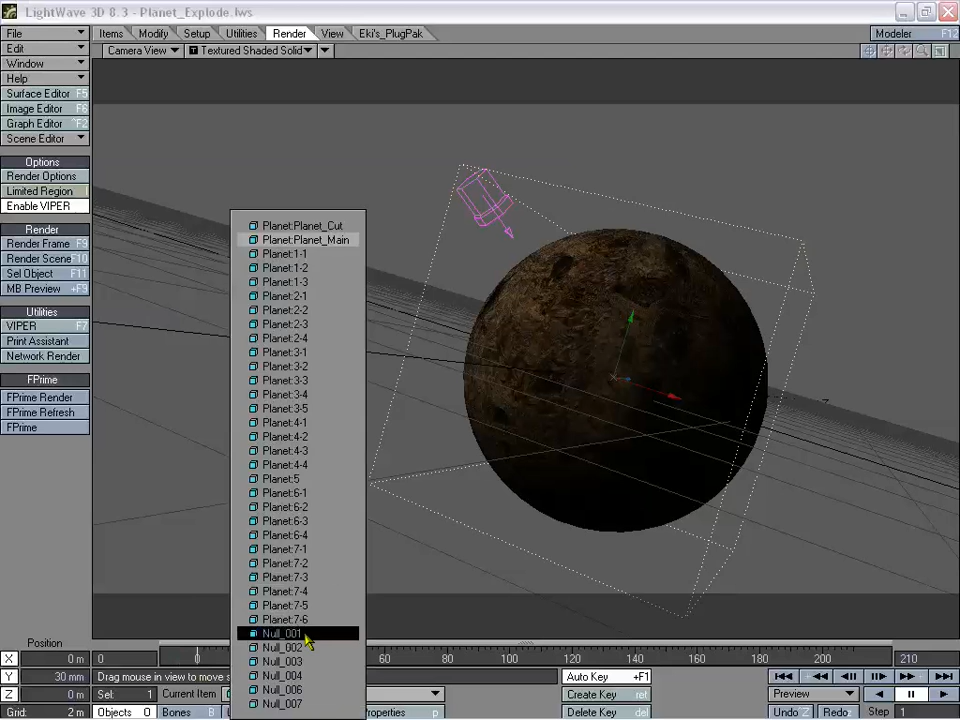 LightWave 3D 8.3 - Planet_Explode.lws
File Items Modify Setup Utilities Render View Eki's_PlugPak Modeler F12
Edit Camera View Textured Shaded Solid
Window
Help
Surface Editor F5
Image Editor F6
Graph Editor ^F2
Scene Editor
Options
Render Options
Limited Region l
Enable VIPER
Render
Render Frame F9
Render Scene F10
Sel Object F11
MB Preview +F9
Utilities
VIPER F7
Print Assistant
Network Render
FPrime
FPrime Render
FPrime Refresh
FPrime
Planet:Planet_Cut
Planet:Planet_Main
Planet:1-1
Planet:1-2
Planet:1-3
Planet:2-1
Planet:2-2
Planet:2-3
Planet:2-4
Planet:3-1
Planet:3-2
Planet:3-3
Planet:3-4
Planet:3-5
Planet:4-1
Planet:4-2
Planet:4-3
Planet:4-4
Planet:5
Planet:6-1
Planet:6-2
Planet:6-3
Planet:6-4
Planet:7-1
Planet:7-2
Planet:7-3
Planet:7-4
Planet:7-5
Planet:7-6
Null_001
Null_002
Null_003
Null_004
Null_006
Null_007
Z
Position
X 0 m 0 0 60 80 100 120 140 160 180 200 210
Y 30 mm Drag mouse in view to move Auto Key +F1 Preview
Z 0 m Sel: 1 Current Item Create Key ret
Grid: 2 m Objects O Bones Properties p Delete Key del Undo Z Redo Step 1